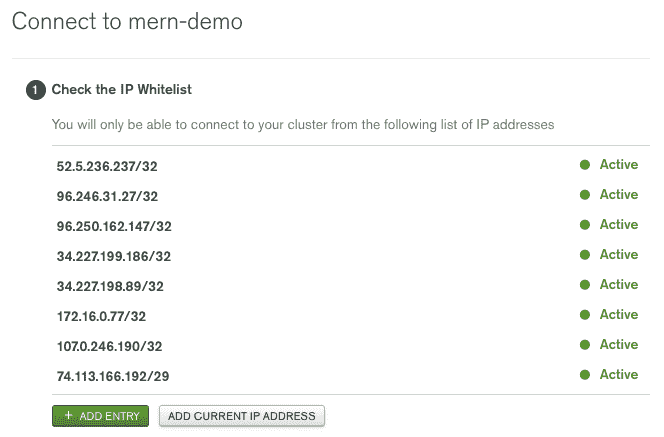 Connect to mern-demo
1 Check the IP Whitelist
You will only be able to connect to your cluster from the following list of IP addresses
52.5.236.237/32 Active
96.246.31.27/32 Active
96.250.162.147/32 Active
34.227.199.186/32 Active
34.227.198.89/32 Active
172.16.0.77/32 Active
107.0.246.190/32 Active
74.113.166.192/29 Active
+ ADD ENTRY ADD CURRENT IP ADDRESS